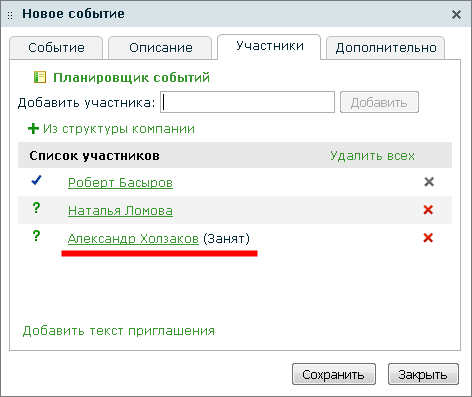 Новое событие
Событие Описание Участники Дополнительно
Планировщик событий
Добавить участника: Добавить
Из структуры компании
Список участников Удалить всех
Роберт Басыров
? Наталья Ломова
? Александр Холзаков (Занят)
Добавить текст приглашения
Сохранить Закрыть